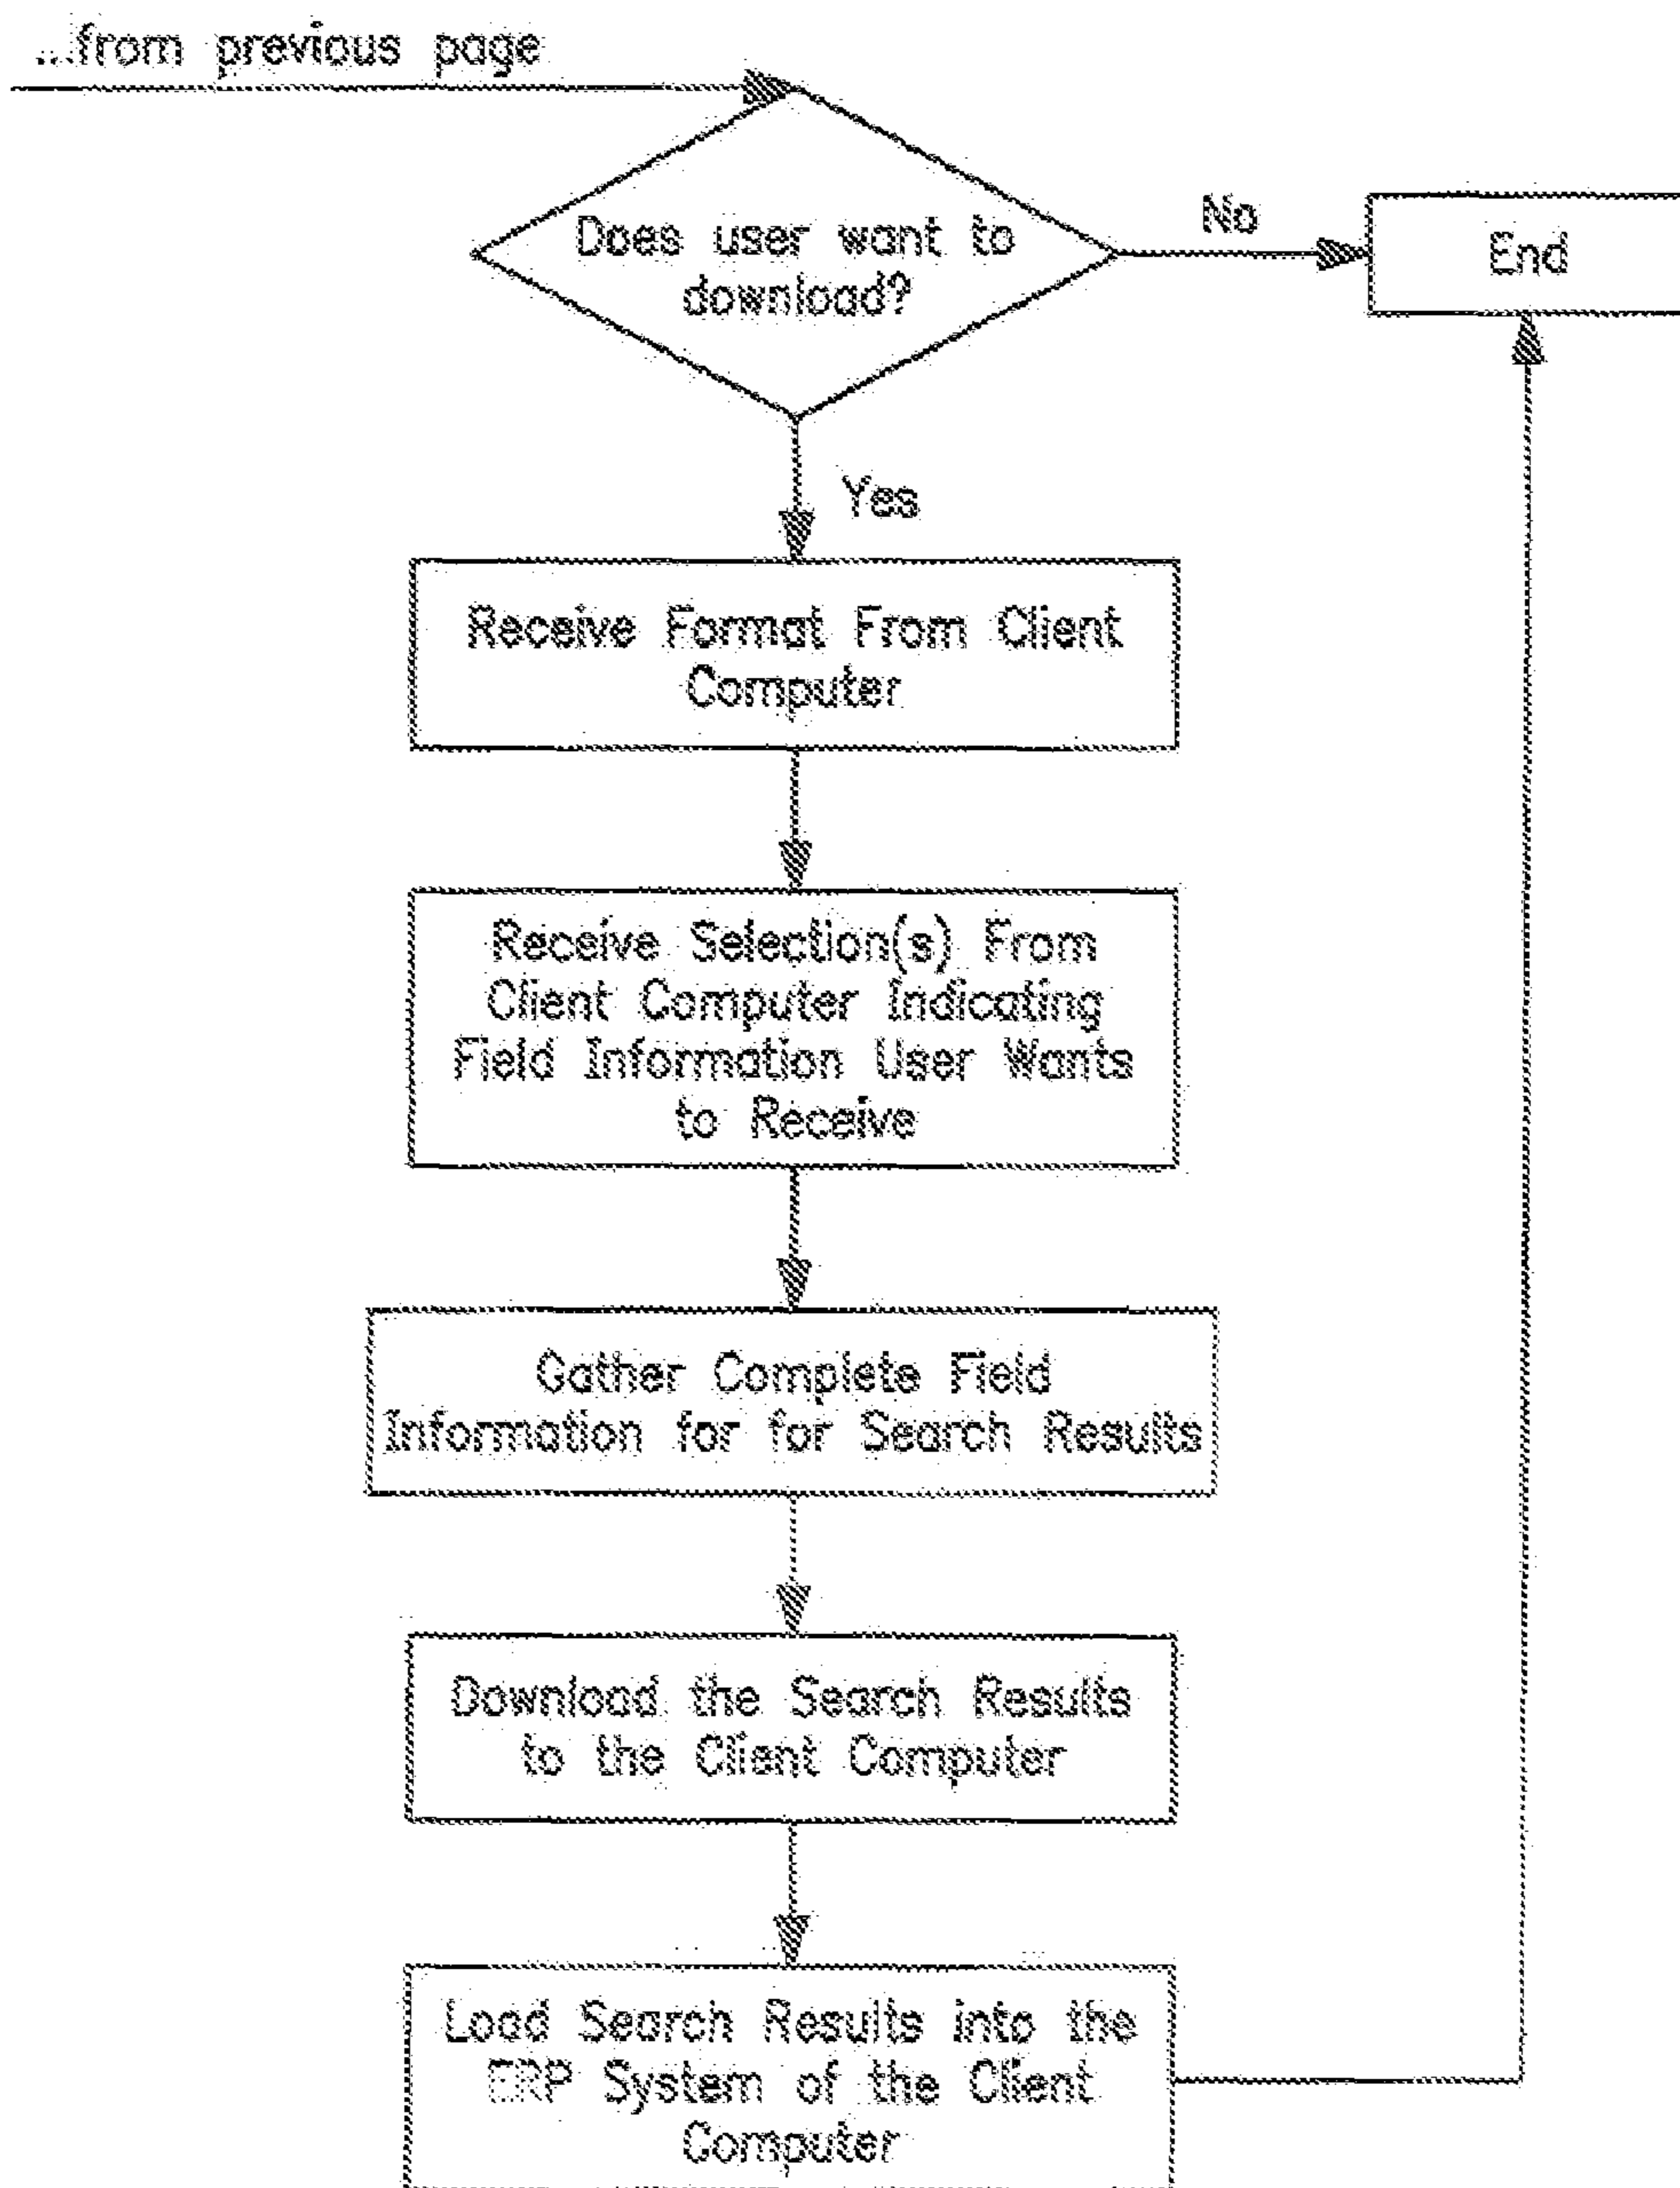 ...from previous page
Does user want to
download?
No
End
Yes
Receive Format From Client
Computer
Receive Selection(s) From
Client Computer Indicating
Field Information User Wants
to Receive
Gather Complete Field
Information for for Search Results
Download the Search Results
to the Client Computer
Load Search Results into the
ERP System of the Client
Computer